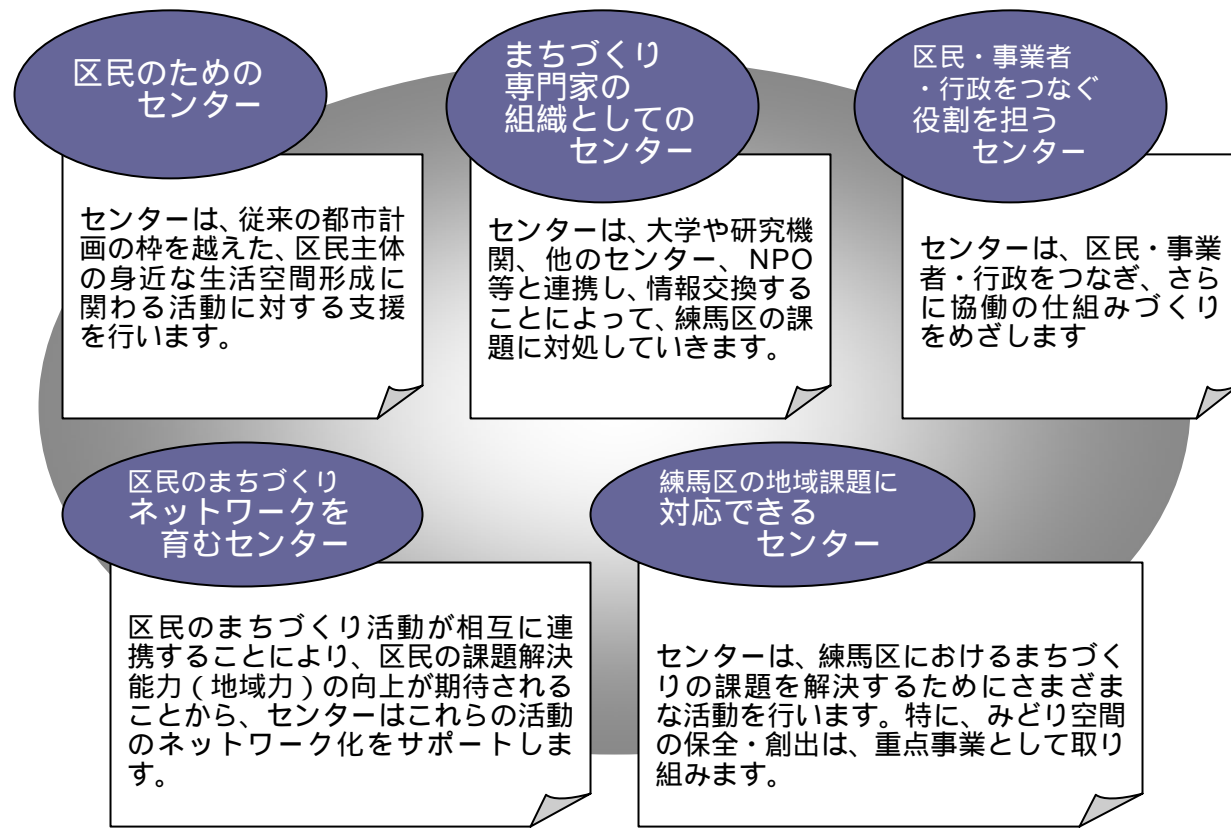 区民のための
センター
センターは、従来の都市計
画の枠を越えた、区民主体
の身近な生活空間形成に
関わる活動に対する支援
を行います。
まちづくり
専門家の
組織としての
センター
センターは、大学や研究機
関、他のセンター、NPO
等と連携し、情報交換する
ことによって、練馬区の課
題に対処していきます。
区民・事業者
・行政をつなぐ
役割を担う
センター
センターは、区民・事業
者・行政をつなぎ、さら
に協働の仕組みづくり
をめざします
区民のまちづくり
ネットワークを
育むセンター
区民のまちづくり活動が相互に連
携することにより、区民の課題解決
能力（地域力）の向上が期待される
ことから、センターはこれらの活動
のネットワーク化をサポートしま
す。
練馬区の地域課題に
対応できる
センター
センターは、練馬区におけるまちづく
りの課題を解決するためにさまざま
な活動を行います。特に、みどり空間
の保全・創出は、重点事業として取り
組みます。